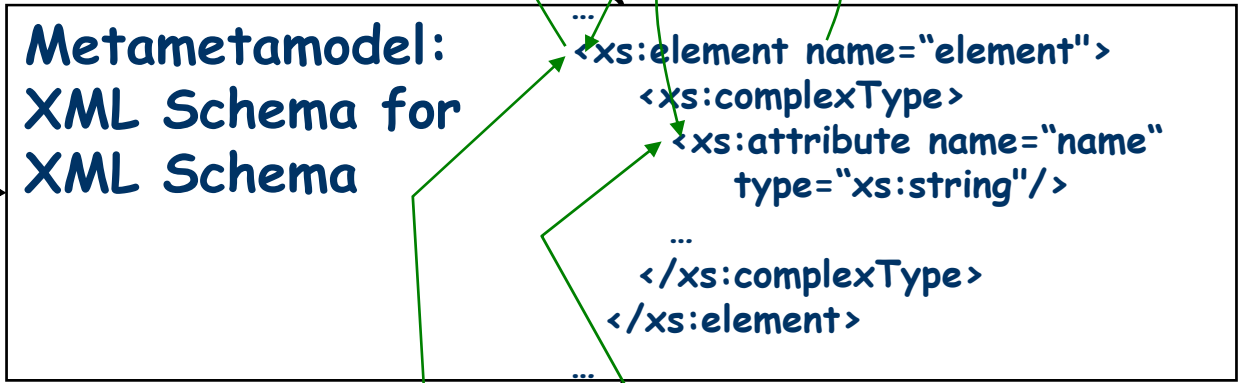 Metametamodel:
XML Schema for
XML Schema
…
<xs:element name=“element">
<xs:complexType>
<xs:attribute name=“name“
type=“xs:string"/>
…
</xs:complexType>
</xs:element>
…